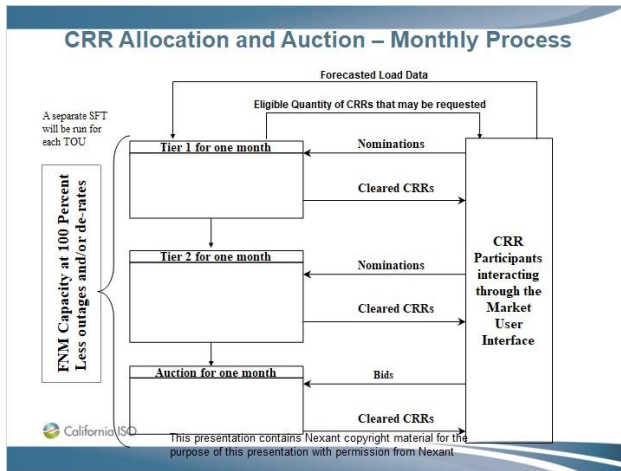 CRR Allocation and Auction – Monthly Process
Forecasted Load Data
A separate SFT
will be run for
each TOU
Eligible Quantity of CRRs that may be requested
Tier 1 for one month
Nominations
Cleared CRRs
FNM Capacity at 100 Percent
Less outages and/or de-rates
Tier 2 for one month
Nominations
Cleared CRRs
CRR
Participants
interacting
through the
Market
User
Interface
Auction for one month
Bids
Cleared CRRs
California ISO
This presentation contains Nexant copyright material for the
purpose of this presentation with permission from Nexant